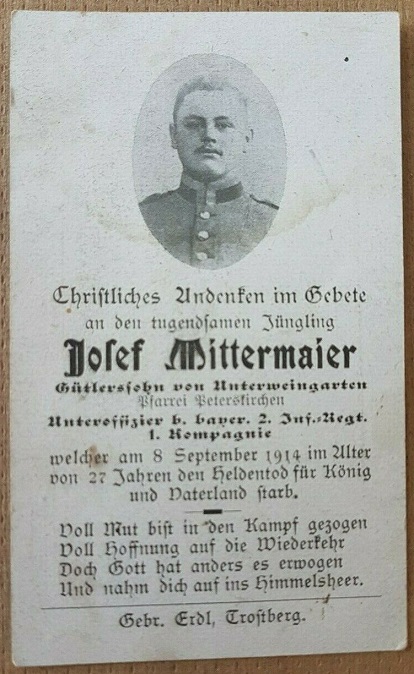 Christliches Andenken im Gebete
an den tugendsamen Jüngling
Josef Mittermaier
Gütlerssohn von Unterweingarten
Pfarrei Peterskirchen
Unteroffizier b. bayer. 2. Inf.-Regt.
1. Kompagnie
welcher am 8 September 1914 im Alter
von 27 Jahren den Heldentod für König
und Vaterland starb.
Voll Mut bist in den Kampf gezogen
Voll Hoffnung auf die Wiederkehr
Doch Gott hat anders es erwogen
Und nahm dich auf ins Himmelsheer.
Gebr. Erdl, Trostberg.